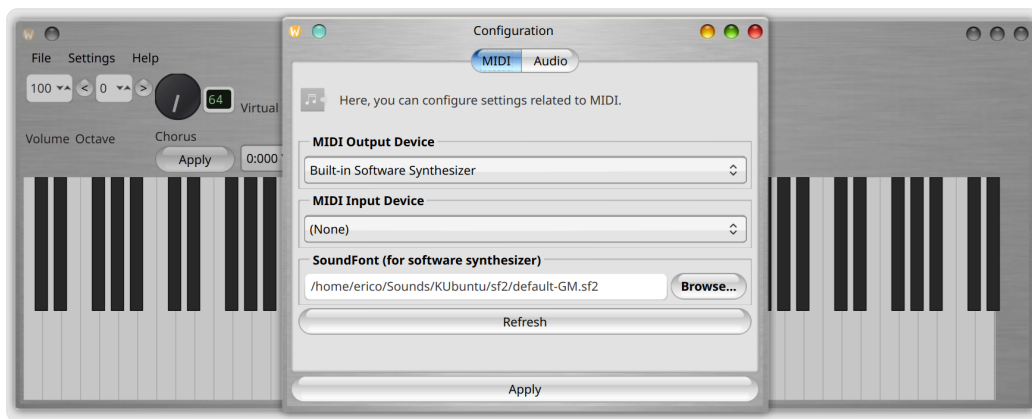 Configuration
File Settings Help
MIDI Audio
100 < 0 > 64 Virtual
Here, you can configure settings related to MIDI.
Volume Octave Chorus
Apply 0:000
MIDI Output Device
Built-in Software Synthesizer
MIDI Input Device
(None)
SoundFont (for software synthesizer)
/home/erico/Sounds/KUbuntu/sf2/default-GM.sf2 Browse...
Refresh
Apply